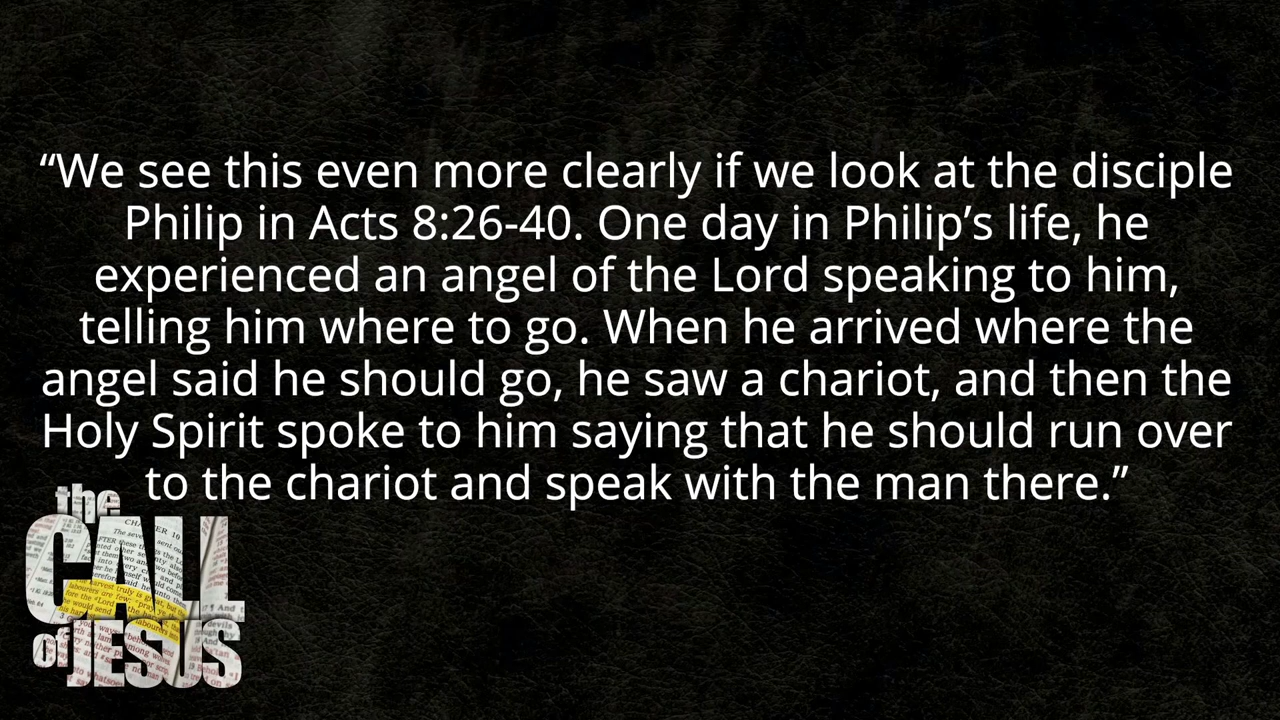 “We see this even more clearly if we look at the disciple
Philip in Acts 8:26-40. One day in Philip’s life, he
experienced an angel of the Lord speaking to him,
telling him where to go. When he arrived where the
angel said he should go, he saw a chariot, and then the
Holy Spirit spoke to him saying that he should run over
to the chariot and speak with the man there.”
the
CALL
of JESUS